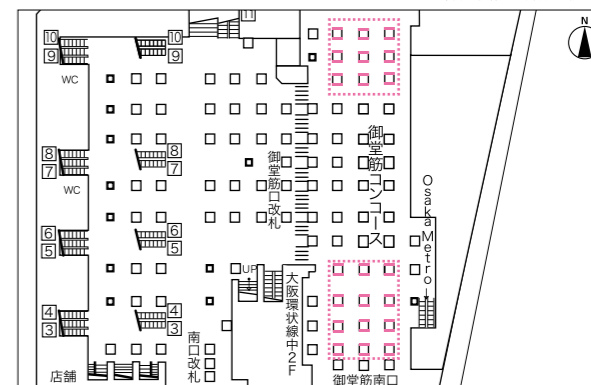 11
N
10
9
10
9
WC
8
7
8
7
WC
御堂筋口改札
御堂筋コンコース
Osaka Metro↓
6
5
6
5
UP
大阪環状線中2F
4
3
4
3
南口改札
店舗
御堂筋南口